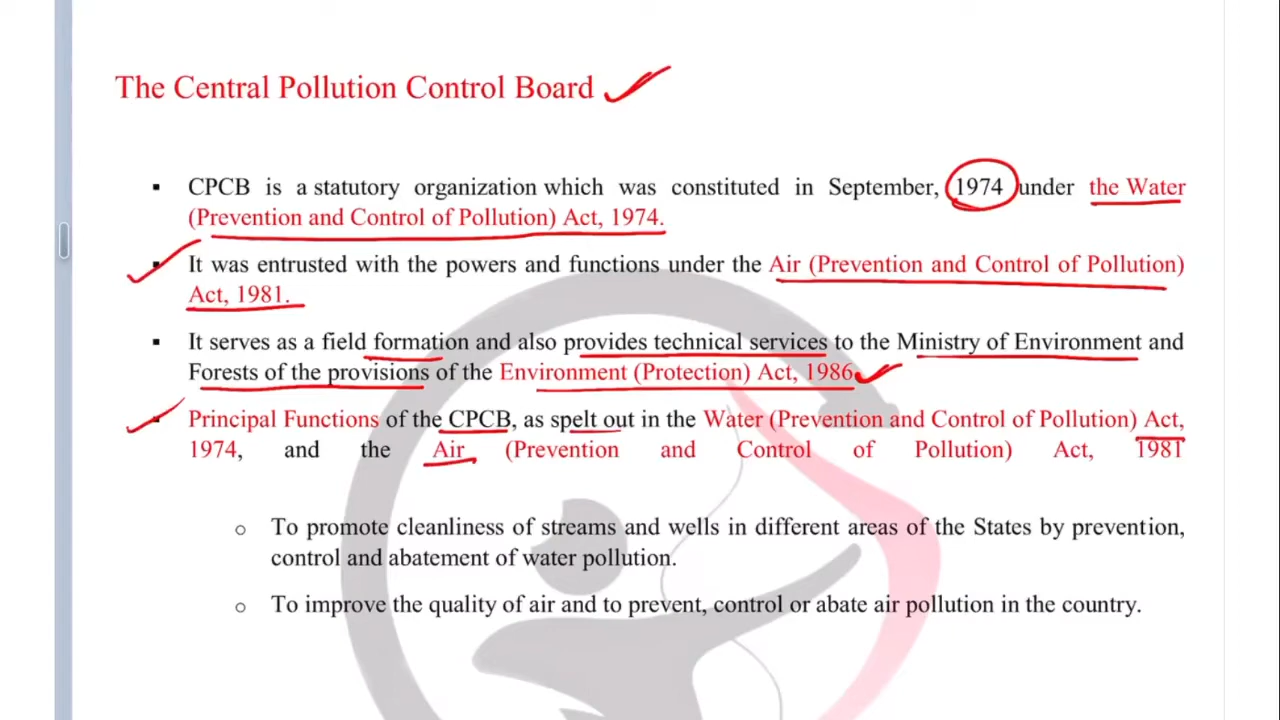 The Central Pollution Control Board
▪ CPCB is a statutory organization which was constituted in September, 1974 under the Water
(Prevention and Control of Pollution) Act, 1974.
▪ It was entrusted with the powers and functions under the Air (Prevention and Control of Pollution)
Act, 1981.
▪ It serves as a field formation and also provides technical services to the Ministry of Environment and
Forests of the provisions of the Environment (Protection) Act, 1986.
▪ Principal Functions of the CPCB, as spelt out in the Water (Prevention and Control of Pollution) Act,
1974, and the Air (Prevention and Control of Pollution) Act, 1981
o To promote cleanliness of streams and wells in different areas of the States by prevention,
control and abatement of water pollution.
o To improve the quality of air and to prevent, control or abate air pollution in the country.